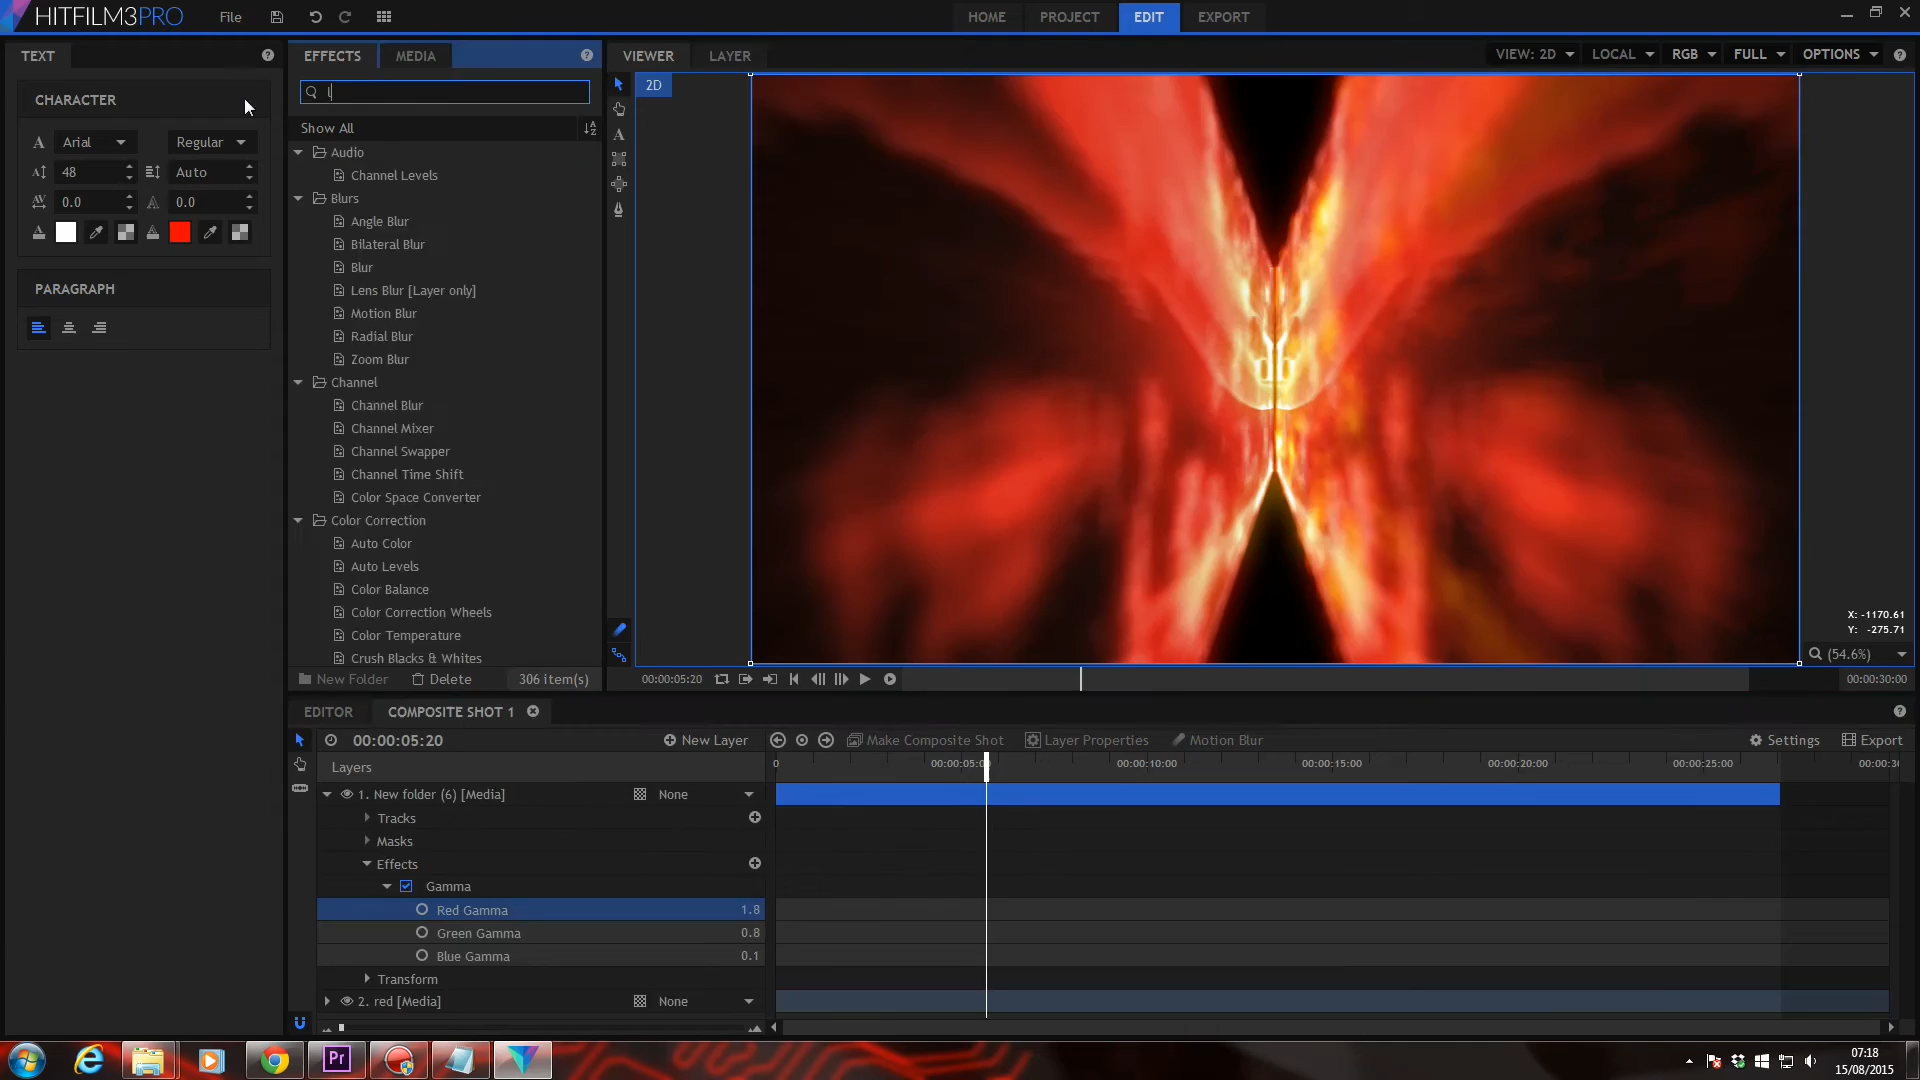 HITFILM3PRO
File
HOME
PROJECT
EDIT
EXPORT
TEXT
EFFECTS
MEDIA
VIEWER
LAYER
VIEW: 2D
LOCAL
RGB
FULL
OPTIONS
CHARACTER
Arial
Regular
48
Auto
0.0
0.0
PARAGRAPH
l
Show All
Audio
Channel Levels
Blurs
Angle Blur
Bilateral Blur
Blur
Lens Blur [Layer only]
Motion Blur
Radial Blur
Zoom Blur
Channel
Channel Blur
Channel Mixer
Channel Swapper
Channel Time Shift
Color Space Converter
Color Correction
Auto Color
Auto Levels
Color Balance
Color Correction Wheels
Color Temperature
Crush Blacks & Whites
New Folder
Delete
306 item(s)
2D
X: -1170.61
Y: -275.71
(54.6%)
00:00:05:20
00:00:30:00
EDITOR
COMPOSITE SHOT 1
00:00:05:20
New Layer
Make Composite Shot
Layer Properties
Motion Blur
Settings
Export
Layers
0
00:00:05:0
00:00:10:00
00:00:15:00
00:00:20:00
00:00:25:00
00:00:30
1. New folder (6) [Media]
None
Tracks
Masks
Effects
Gamma
Red Gamma 1.8
Green Gamma 0.8
Blue Gamma 0.1
Transform
2. red [Media]
None
Pr
07:18
15/08/2015